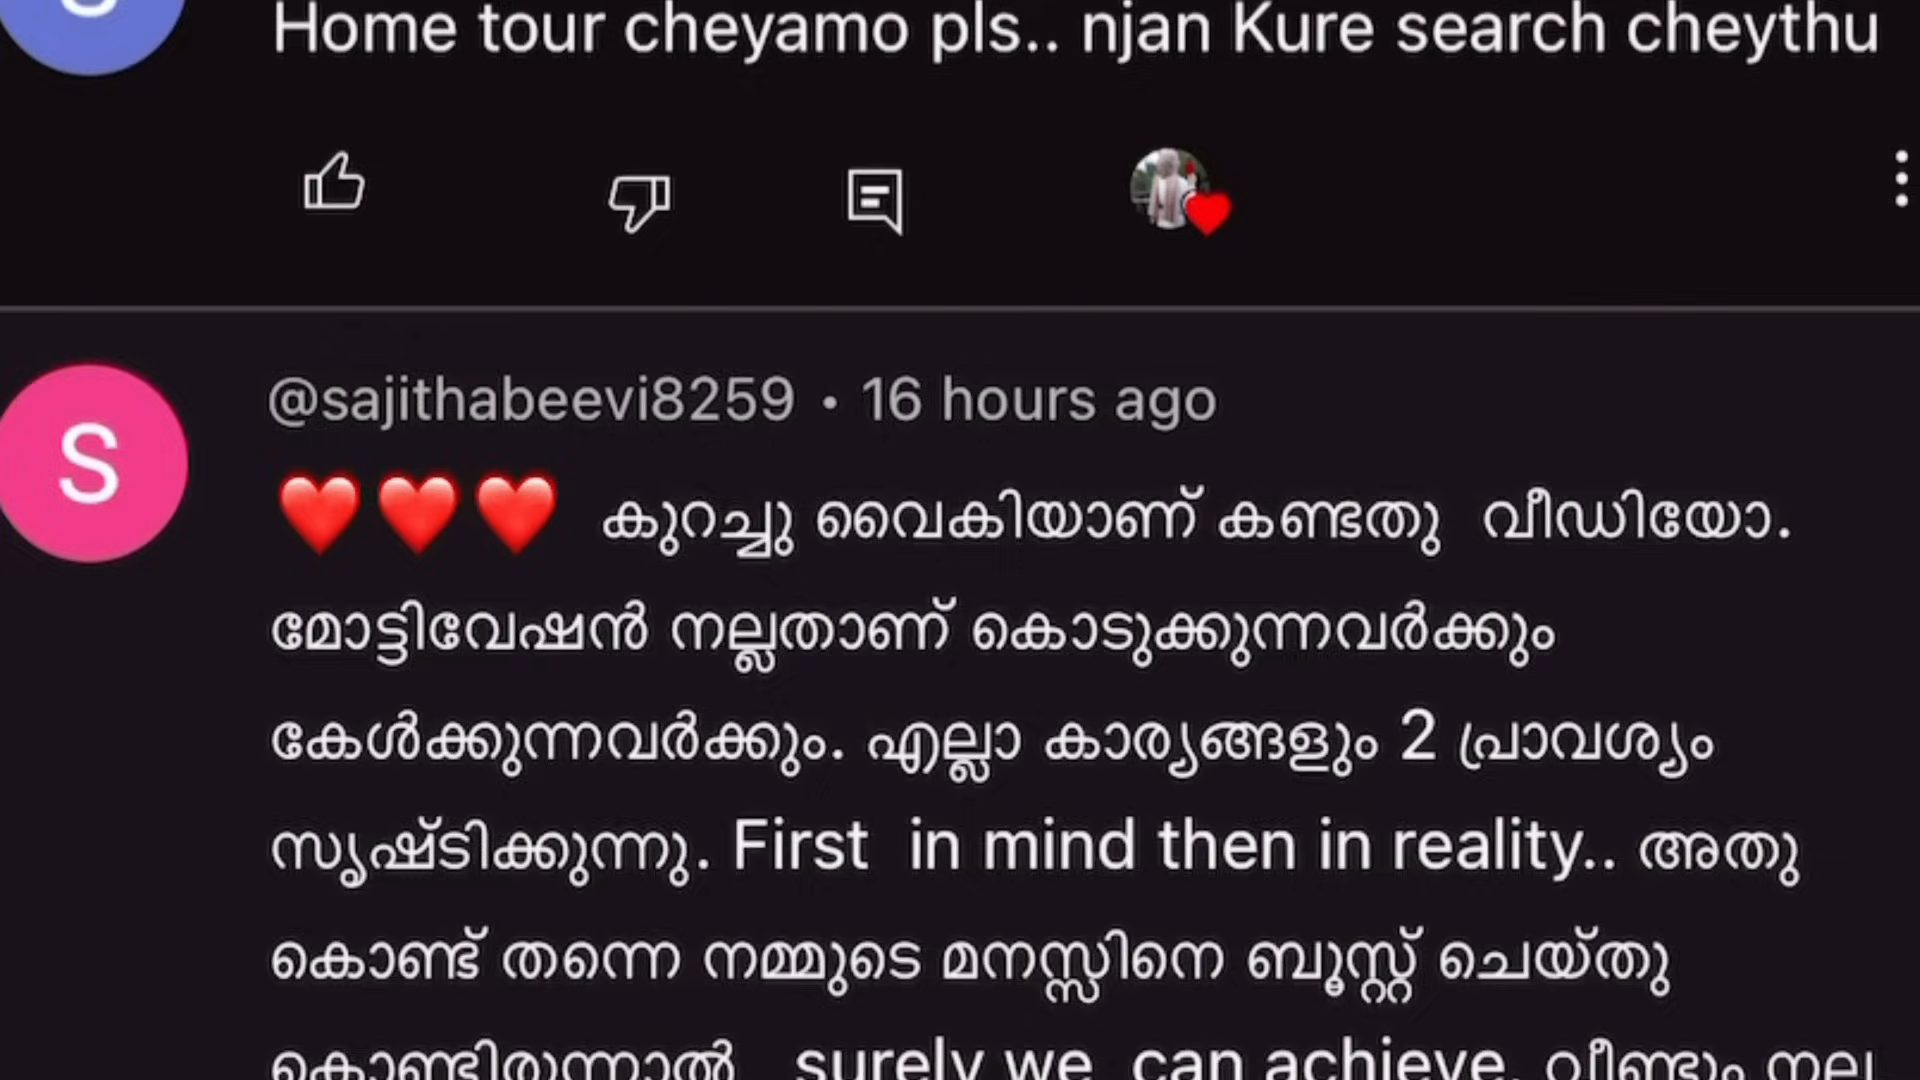 Home tour cheyamo pls.. njan Kure search cheythu
@sajithabeevi8259 • 16 hours ago
S
❤️❤️❤️ കുറച്ചു വൈകിയാണ് കണ്ടതു വീഡിയോ.
മോട്ടിവേഷൻ നല്ലതാണ് കൊടുക്കുന്നവർക്കും
കേൾക്കുന്നവർക്കും. എല്ലാ കാര്യങ്ങളും 2 പ്രാവശ്യം
സൃഷ്ടിക്കുന്നു. First in mind then in reality.. അതു
കൊണ്ട് തന്നെ നമ്മുടെ മനസ്സിനെ ബൂസ്റ്റ് ചെയ്തു
കൊണ്ടിരുന്നാൽ surely we can achieve. വീണ്ടും നല്ല